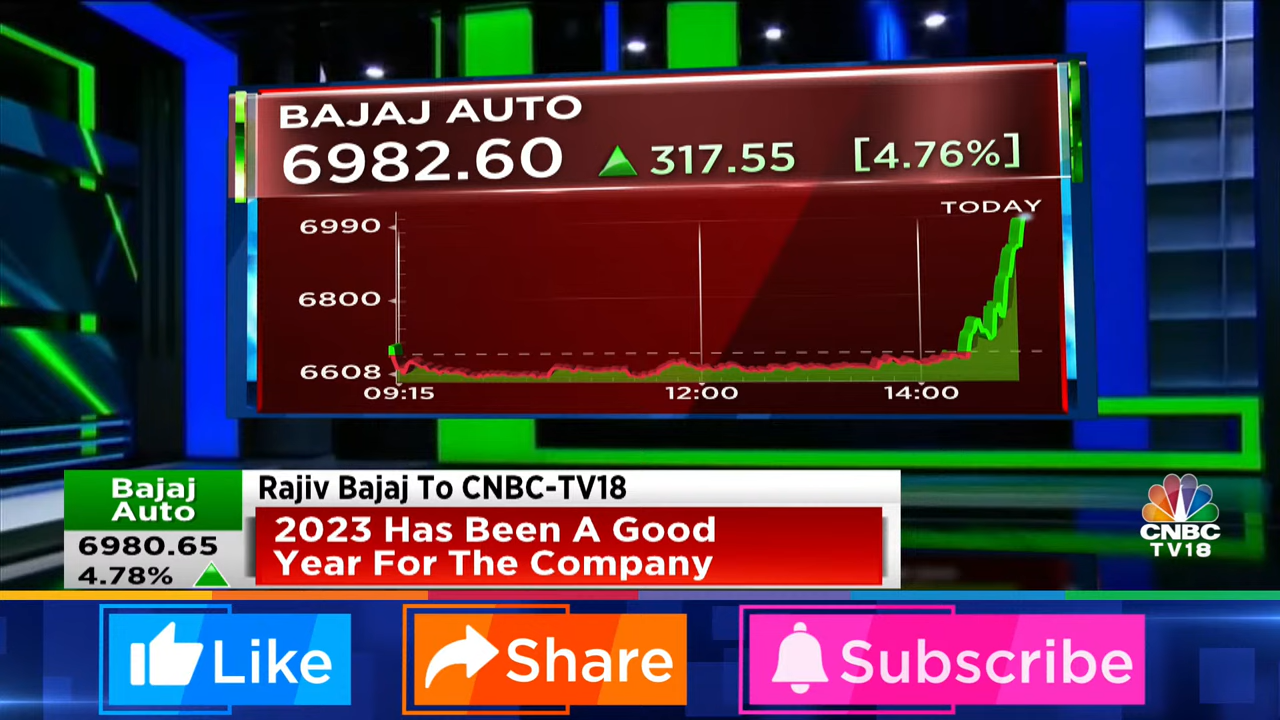 BAJAJ AUTO
6982.60 ▲ 317.55 [4.76%]
TODAY
6990
6800
6608
09:15 12:00 14:00
Bajaj
Auto
6980.65
4.78% ▲
Rajiv Bajaj To CNBC-TV18
2023 Has Been A Good
Year For The Company
CNBC
TV18
Like
Share
Subscribe